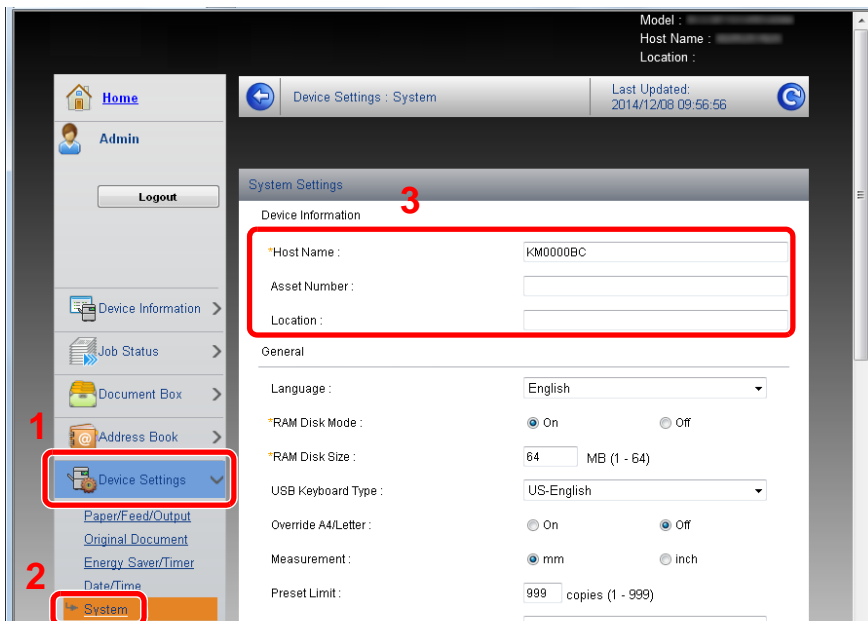 Model :
Host Name :
Location :
Home
Device Settings : System
Last Updated:
2014/12/08 09:56:56
Admin
Logout
System Settings
3
Device Information
*Host Name :
KM0000BC
Asset Number :
Location :
Device Information
Job Status
Document Box
1
Address Book
Device Settings
Paper/Feed/Output
Original Document
Energy Saver/Timer
Date/Time
2
System
General
Language :
English
*RAM Disk Mode :
On
Off
*RAM Disk Size :
64 MB (1 - 64)
USB Keyboard Type :
US-English
Override A4/Letter :
On
Off
Measurement :
mm
inch
Preset Limit :
999 copies (1 - 999)